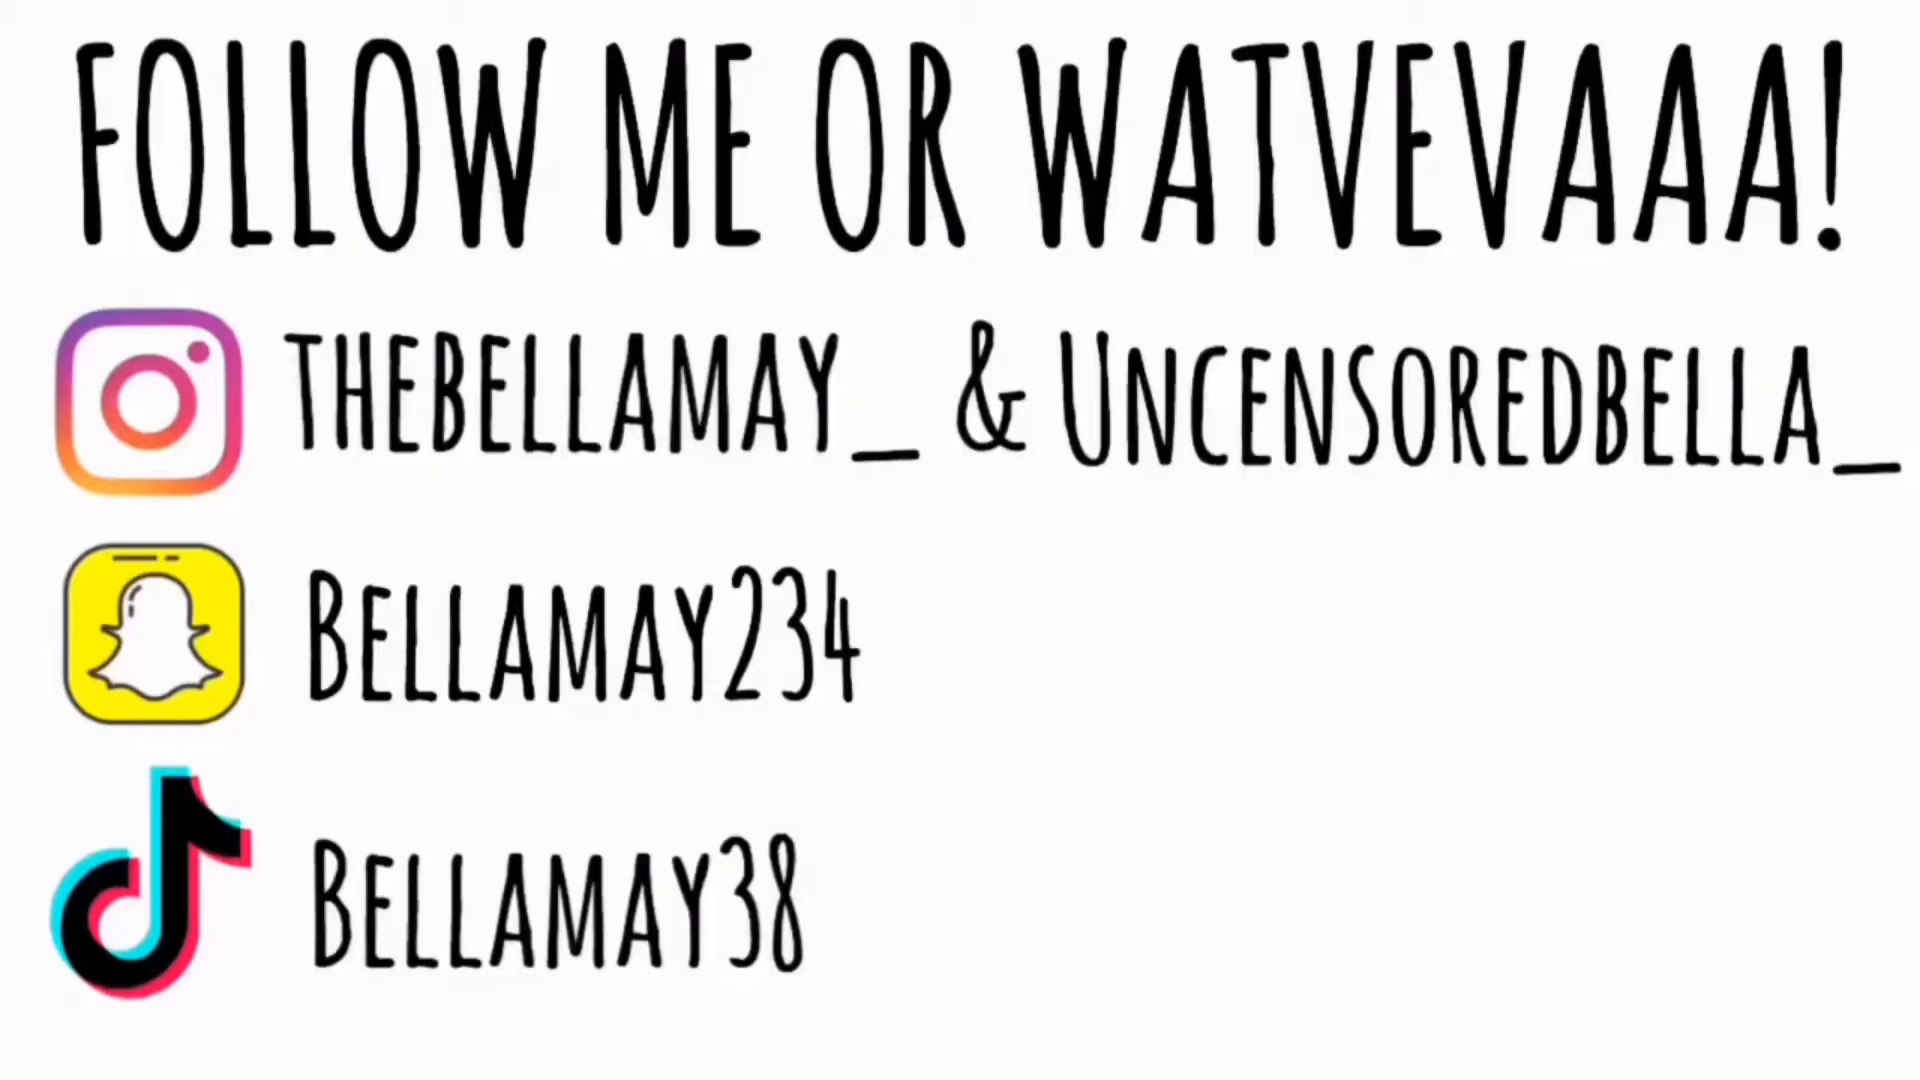 FOLLOW ME OR WATVEVAAA!
THEBELLAMAY_ & UNCENSOREDBELLA_
BELLAMAY234
BELLAMAY38